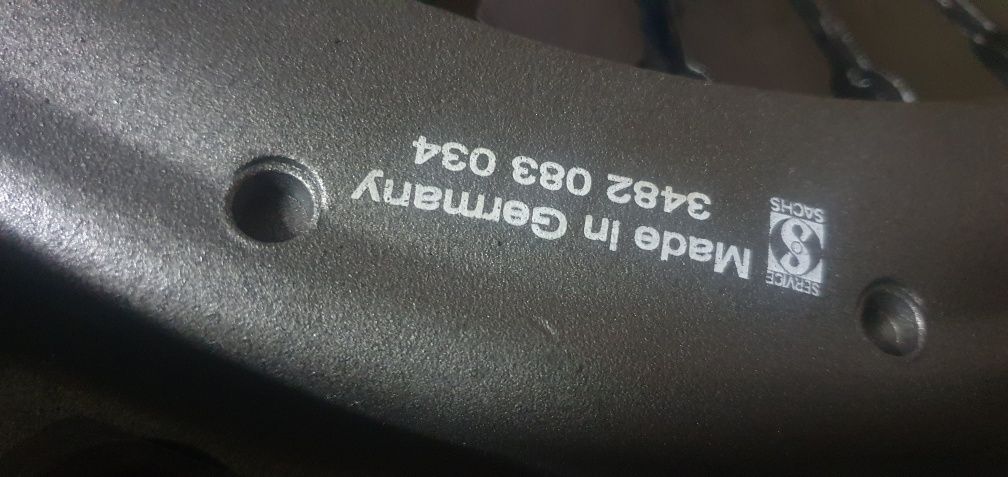 SERVICE
SACHS
Made in Germany
3482 083 034